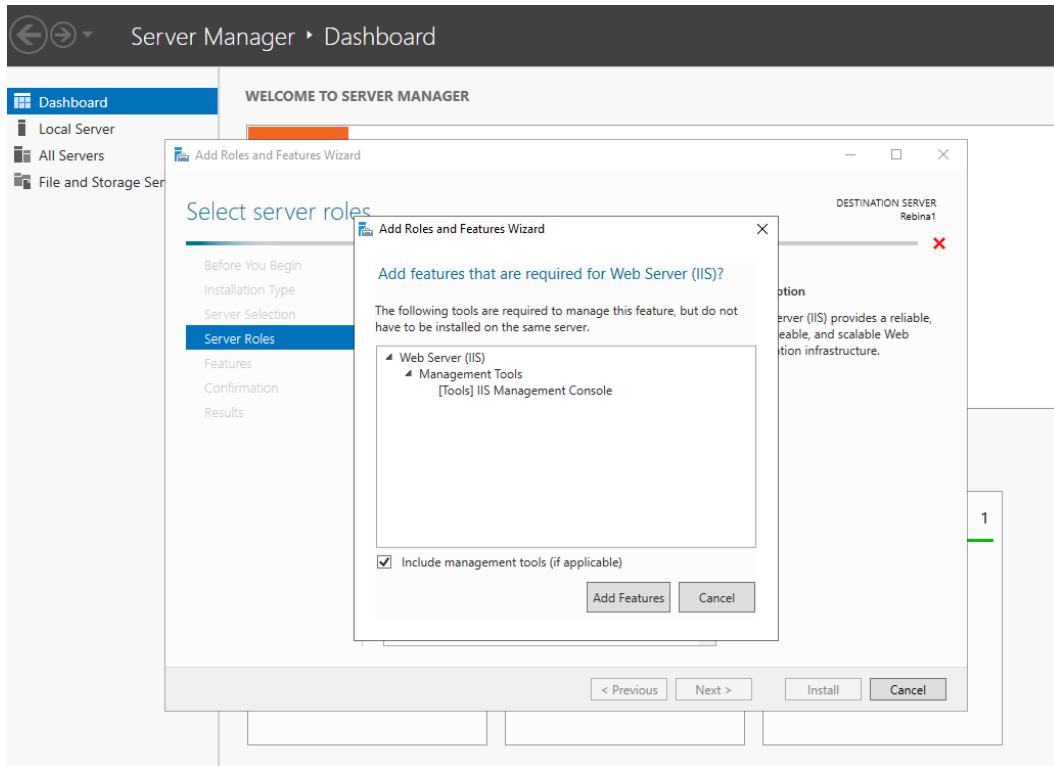 Server Manager ‣ Dashboard
Dashboard
Local Server
All Servers
File and Storage Ser
WELCOME TO SERVER MANAGER
Add Roles and Features Wizard
Select server roles
DESTINATION SERVER
Rebina1
Before You Begin
Installation Type
Server Selection
Server Roles
Features
Confirmation
Results
Add Roles and Features Wizard
Add features that are required for Web Server (IIS)?
The following tools are required to manage this feature, but do not
have to be installed on the same server.
Web Server (IIS)
Management Tools
[Tools] IIS Management Console
Include management tools (if applicable)
Add Features
Cancel
ption
erver (IIS) provides a reliable,
eable, and scalable Web
ation infrastructure.
1
< Previous
Next >
Install
Cancel